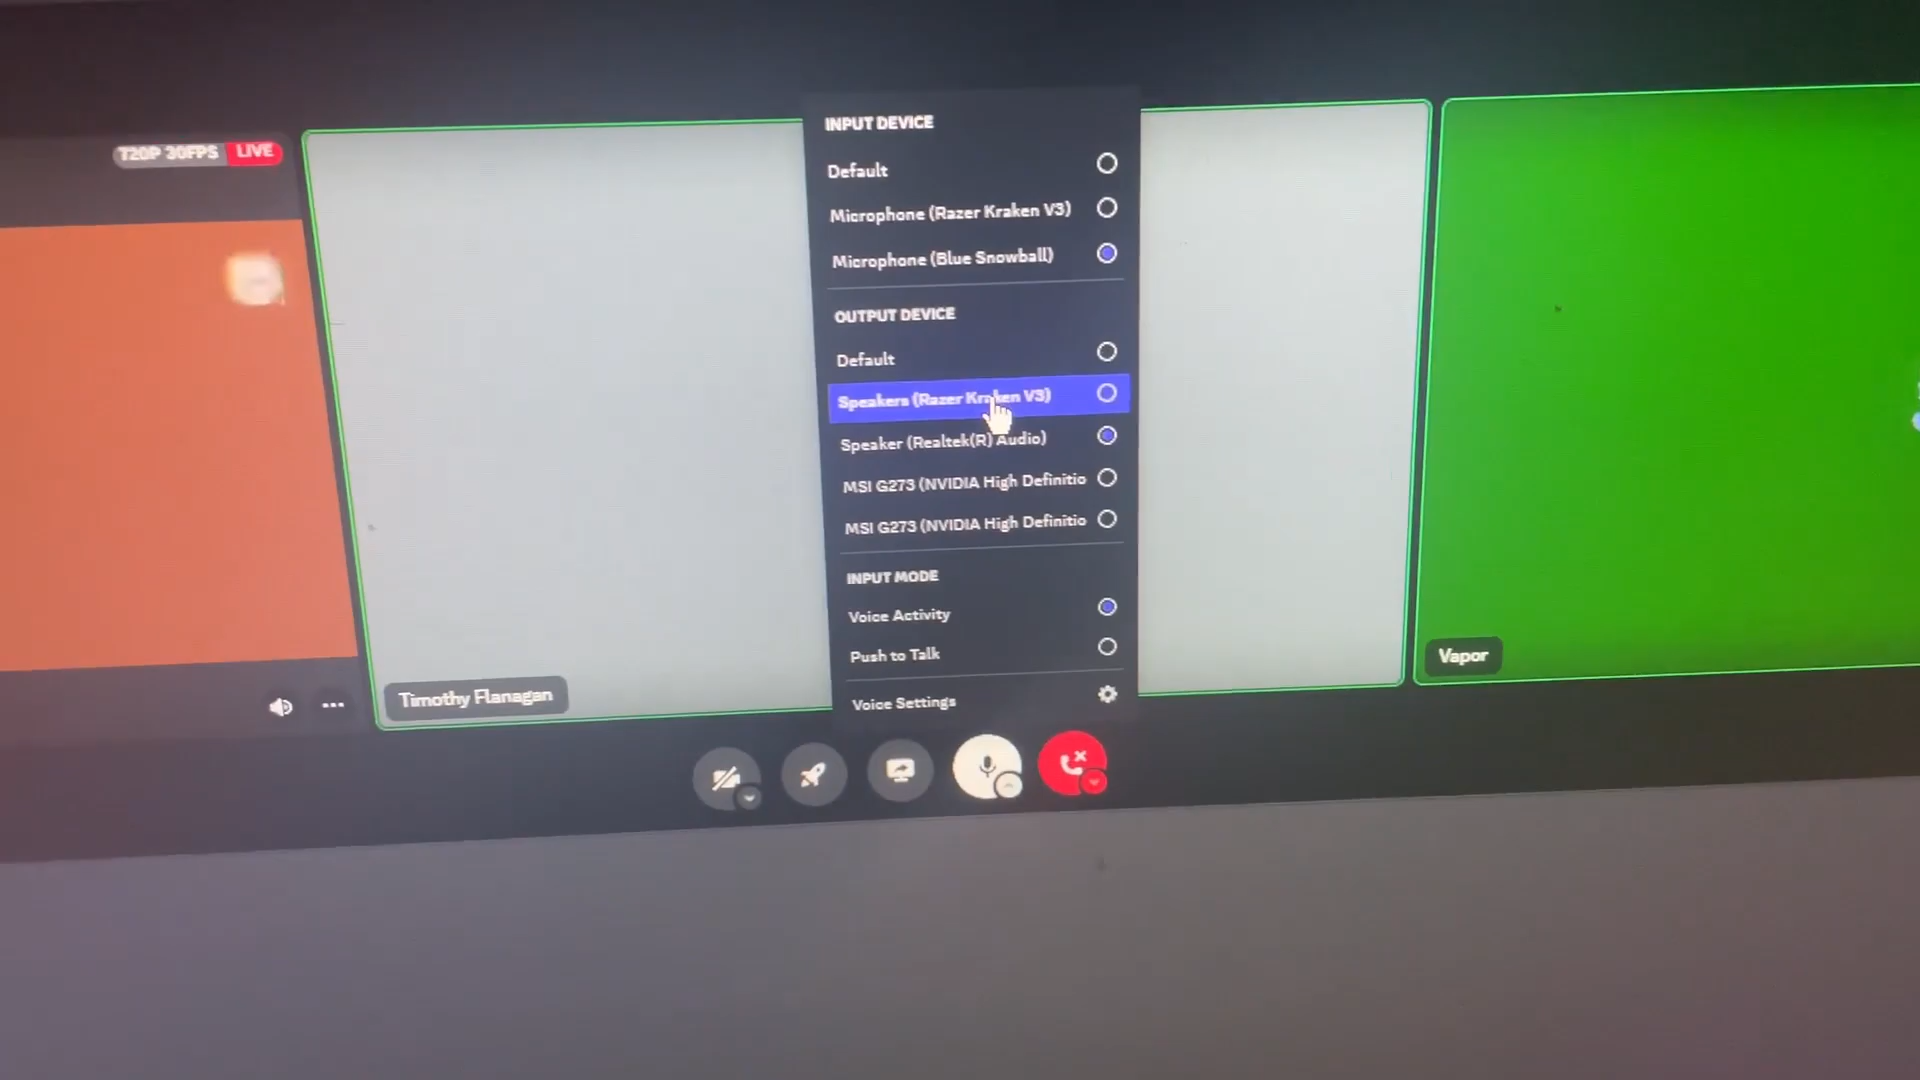 720P 30FPS LIVE
INPUT DEVICE
Default
Microphone (Razer Kraken V3)
Microphone (Blue Snowball)
OUTPUT DEVICE
Default
Speakers (Razer Kraken V3)
Speaker (Realtek(R) Audio)
MSI G273 (NVIDIA High Definitio
MSI G273 (NVIDIA High Definitio
INPUT MODE
Voice Activity
Push to Talk
Voice Settings
Timothy Flanagan
Vapor